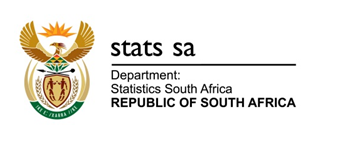 stats sa
Department:
Statistics South Africa
REPUBLIC OF SOUTH AFRICA